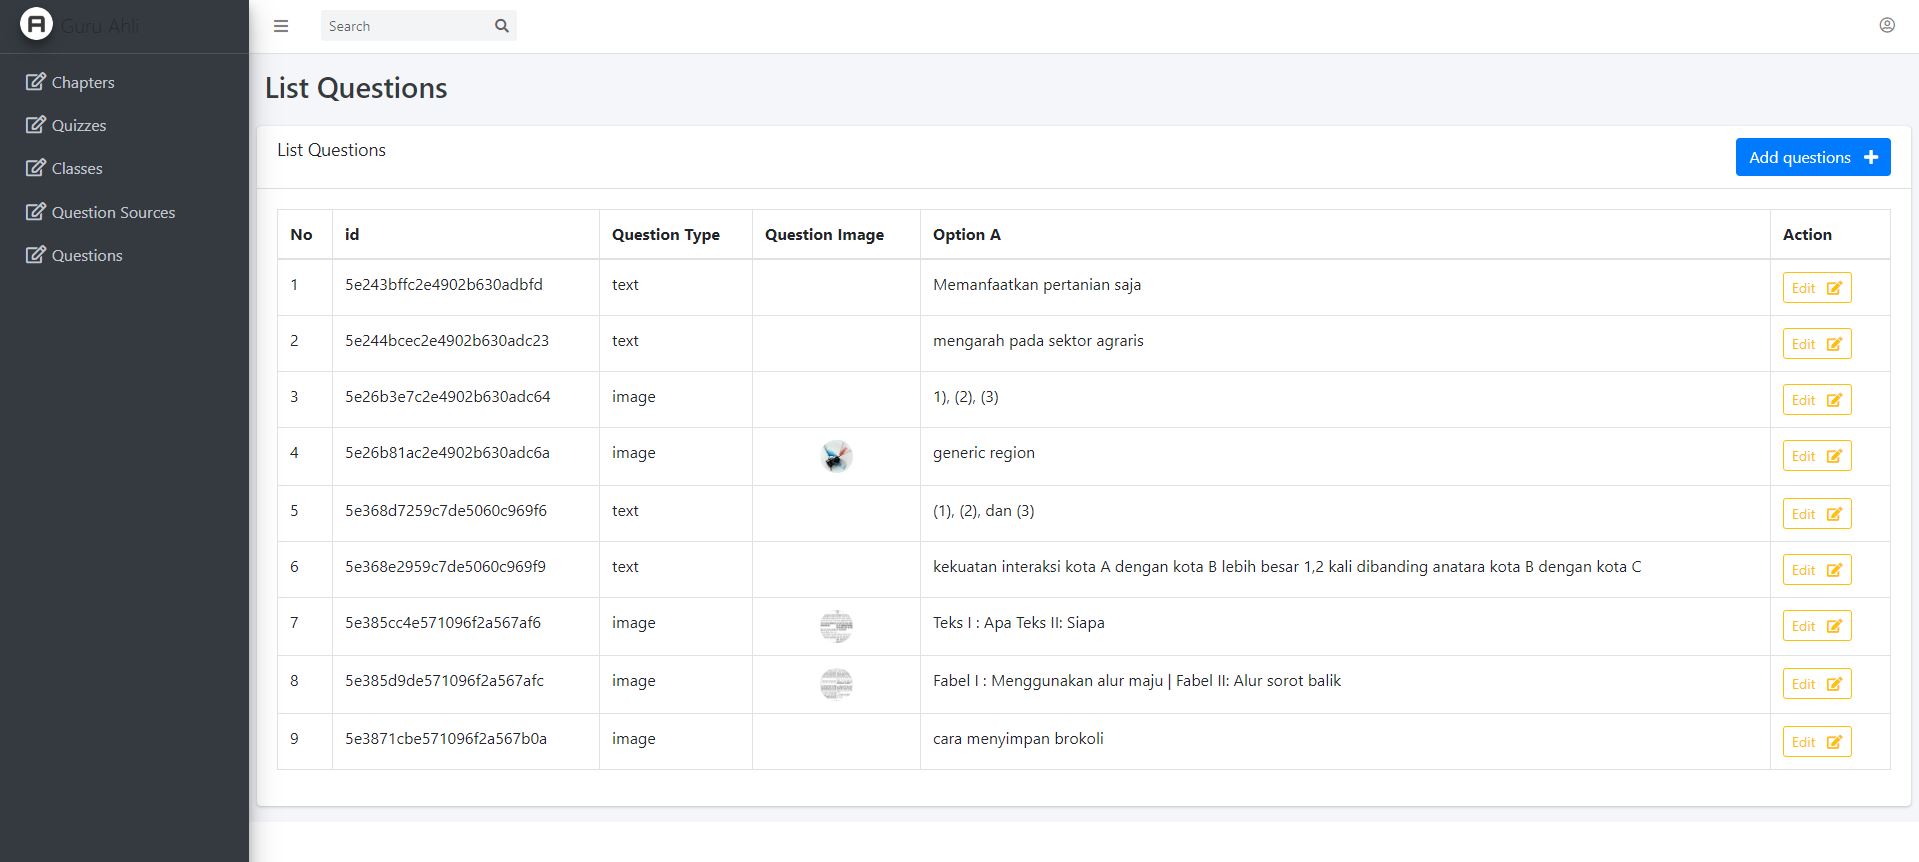 A Guru Ahli
Search
Chapters
Quizzes
Classes
Question Sources
Questions
List Questions
List Questions
Add questions
No id Question Type Question Image Option A Action
1 5e243bffc2e4902b630adbfd text Memanfaatkan pertanian saja Edit
2 5e244bcec2e4902b630adc23 text mengarah pada sektor agraris Edit
3 5e26b3e7c2e4902b630adc64 image 1), (2), (3) Edit
4 5e26b81ac2e4902b630adc6a image generic region Edit
5 5e368d7259c7de5060c969f6 text (1), (2), dan (3) Edit
6 5e368e2959c7de5060c969f9 text kekuatan interaksi kota A dengan kota B lebih besar 1,2 kali dibanding anatara kota B dengan kota C Edit
7 5e385cc4e571096f2a567af6 image Teks I : Apa Teks II: Siapa Edit
8 5e385d9de571096f2a567afc image Fabel I : Menggunakan alur maju | Fabel II: Alur sorot balik Edit
9 5e3871cbe571096f2a567b0a image cara menyimpan brokoli Edit